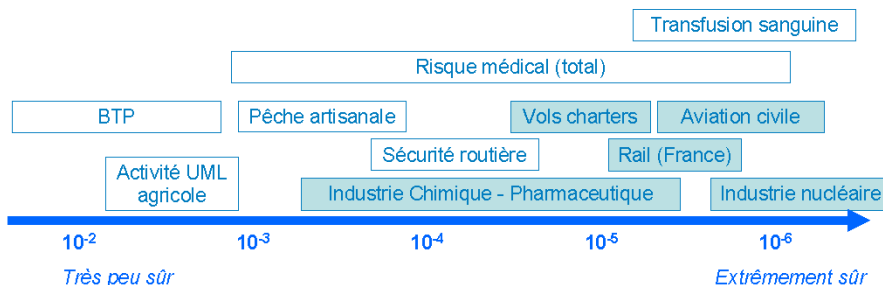 Transfusion sanguine
Risque médical (total)
BTP
Pêche artisanale
Vols charters
Aviation civile
Sécurité routière
Rail (France)
Activité UML
agricole
Industrie Chimique - Pharmaceutique
Industrie nucléaire
10⁻² 10⁻³ 10⁻⁴ 10⁻⁵ 10⁻⁶
Très peu sûr
Extrêmement sûr